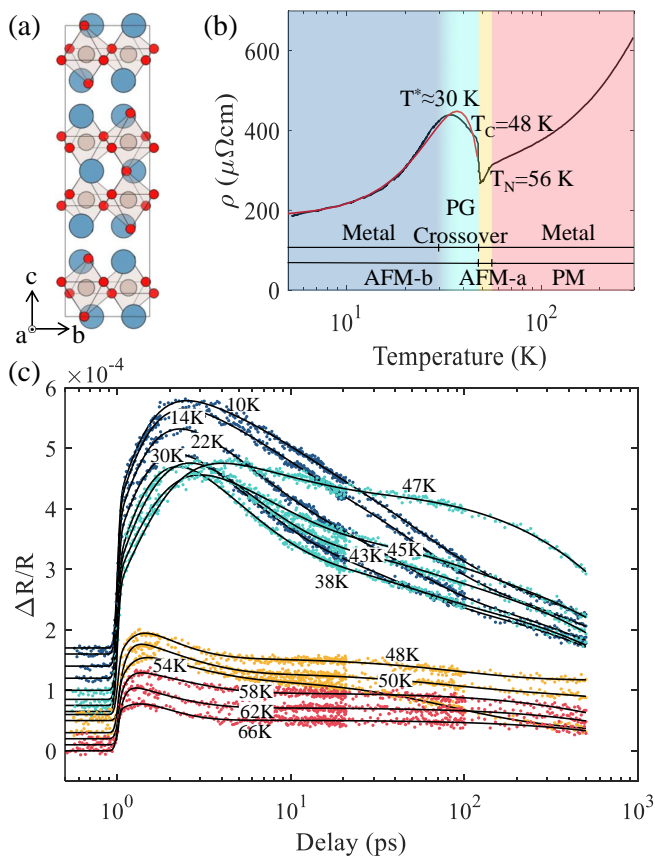 (a)
c
a
b
(b)
ρ (μΩcm)
600
400
200
0
T*≈30 K
T_C=48 K
T_N=56 K
PG
Metal
Crossover
Metal
AFM-b
AFM-a
PM
10^1
10^2
Temperature (K)
(c)
×10^-4
ΔR/R
6
5
4
3
2
1
0
10K
14K
22K
30K
47K
45K
43K
38K
48K
54K
50K
58K
62K
66K
10^0
10^1
10^2
10^3
Delay (ps)